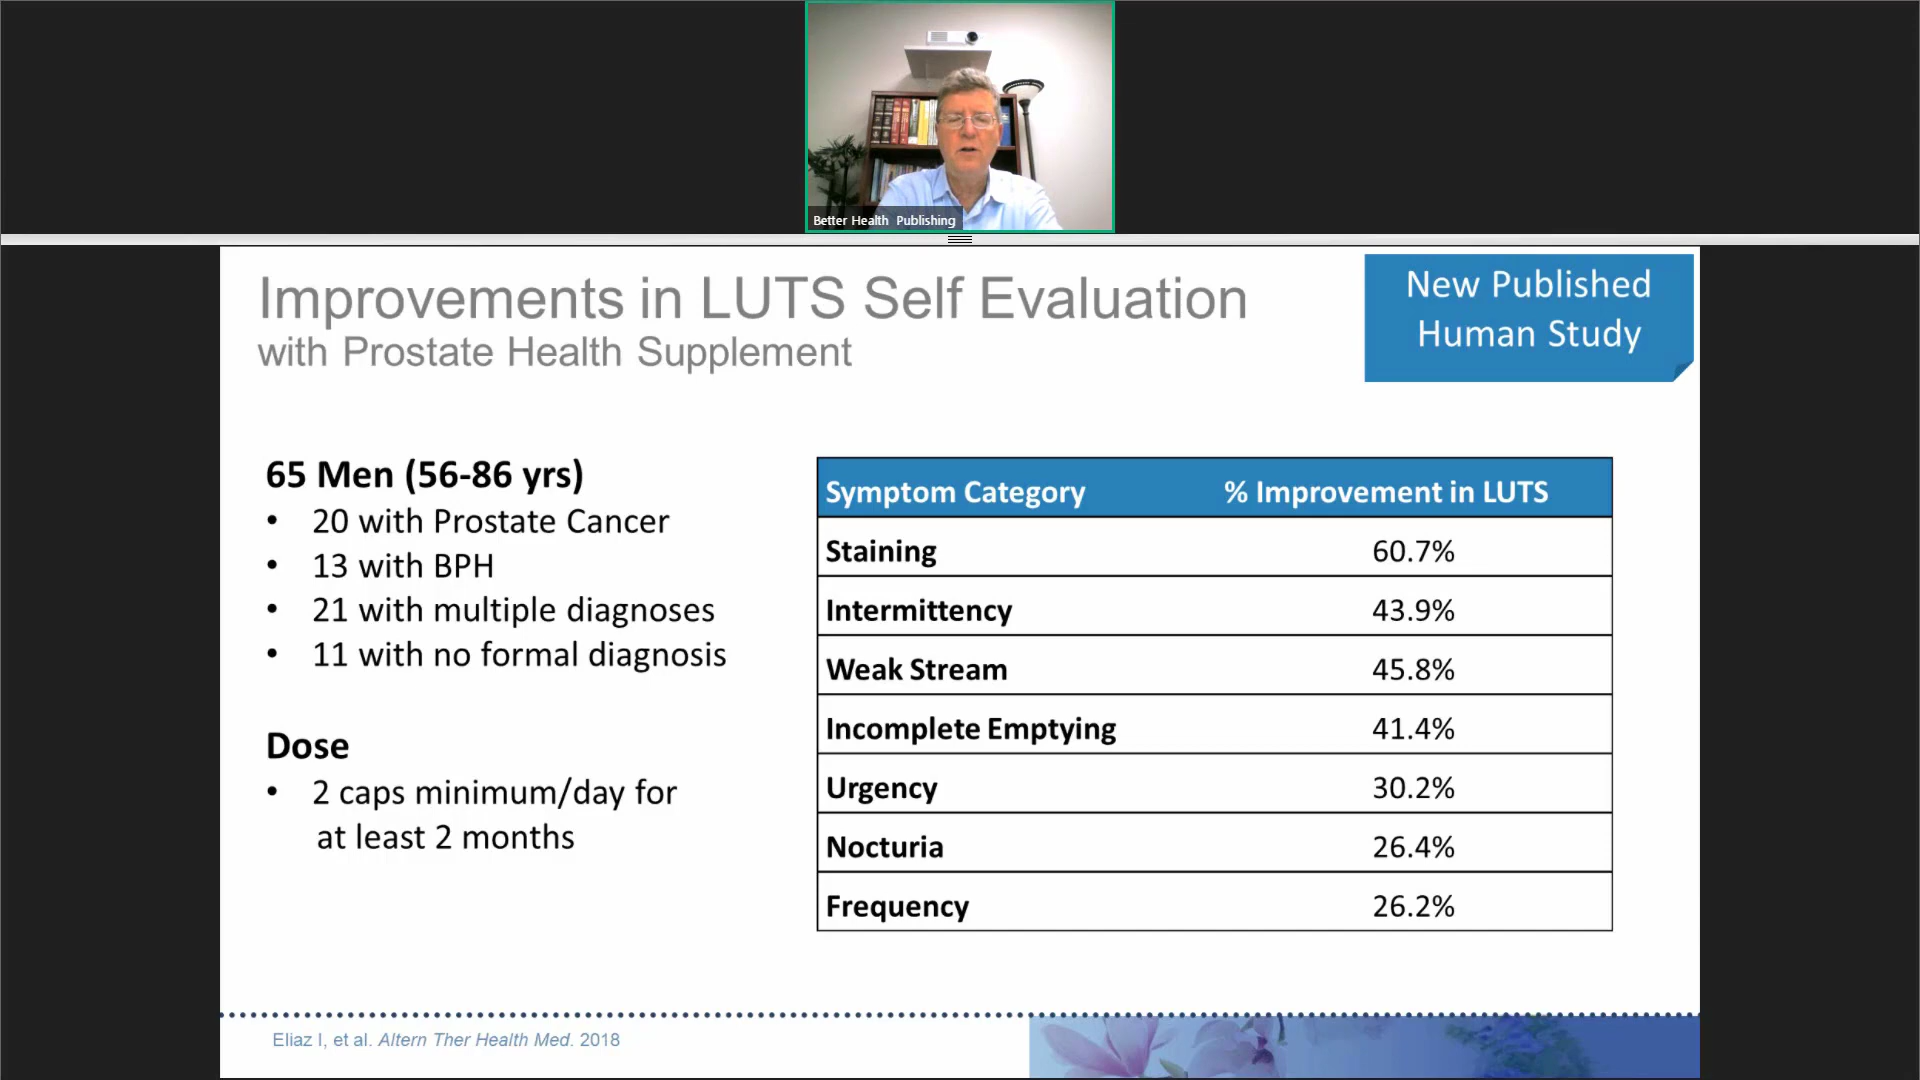 Better Health Publishing
Improvements in LUTS Self Evaluation
with Prostate Health Supplement
New Published
Human Study
65 Men (56-86 yrs)
• 20 with Prostate Cancer
• 13 with BPH
• 21 with multiple diagnoses
• 11 with no formal diagnosis
Dose
• 2 caps minimum/day for
at least 2 months
Symptom Category % Improvement in LUTS
Staining 60.7%
Intermittency 43.9%
Weak Stream 45.8%
Incomplete Emptying 41.4%
Urgency 30.2%
Nocturia 26.4%
Frequency 26.2%
Eliaz I, et al. Altern Ther Health Med. 2018